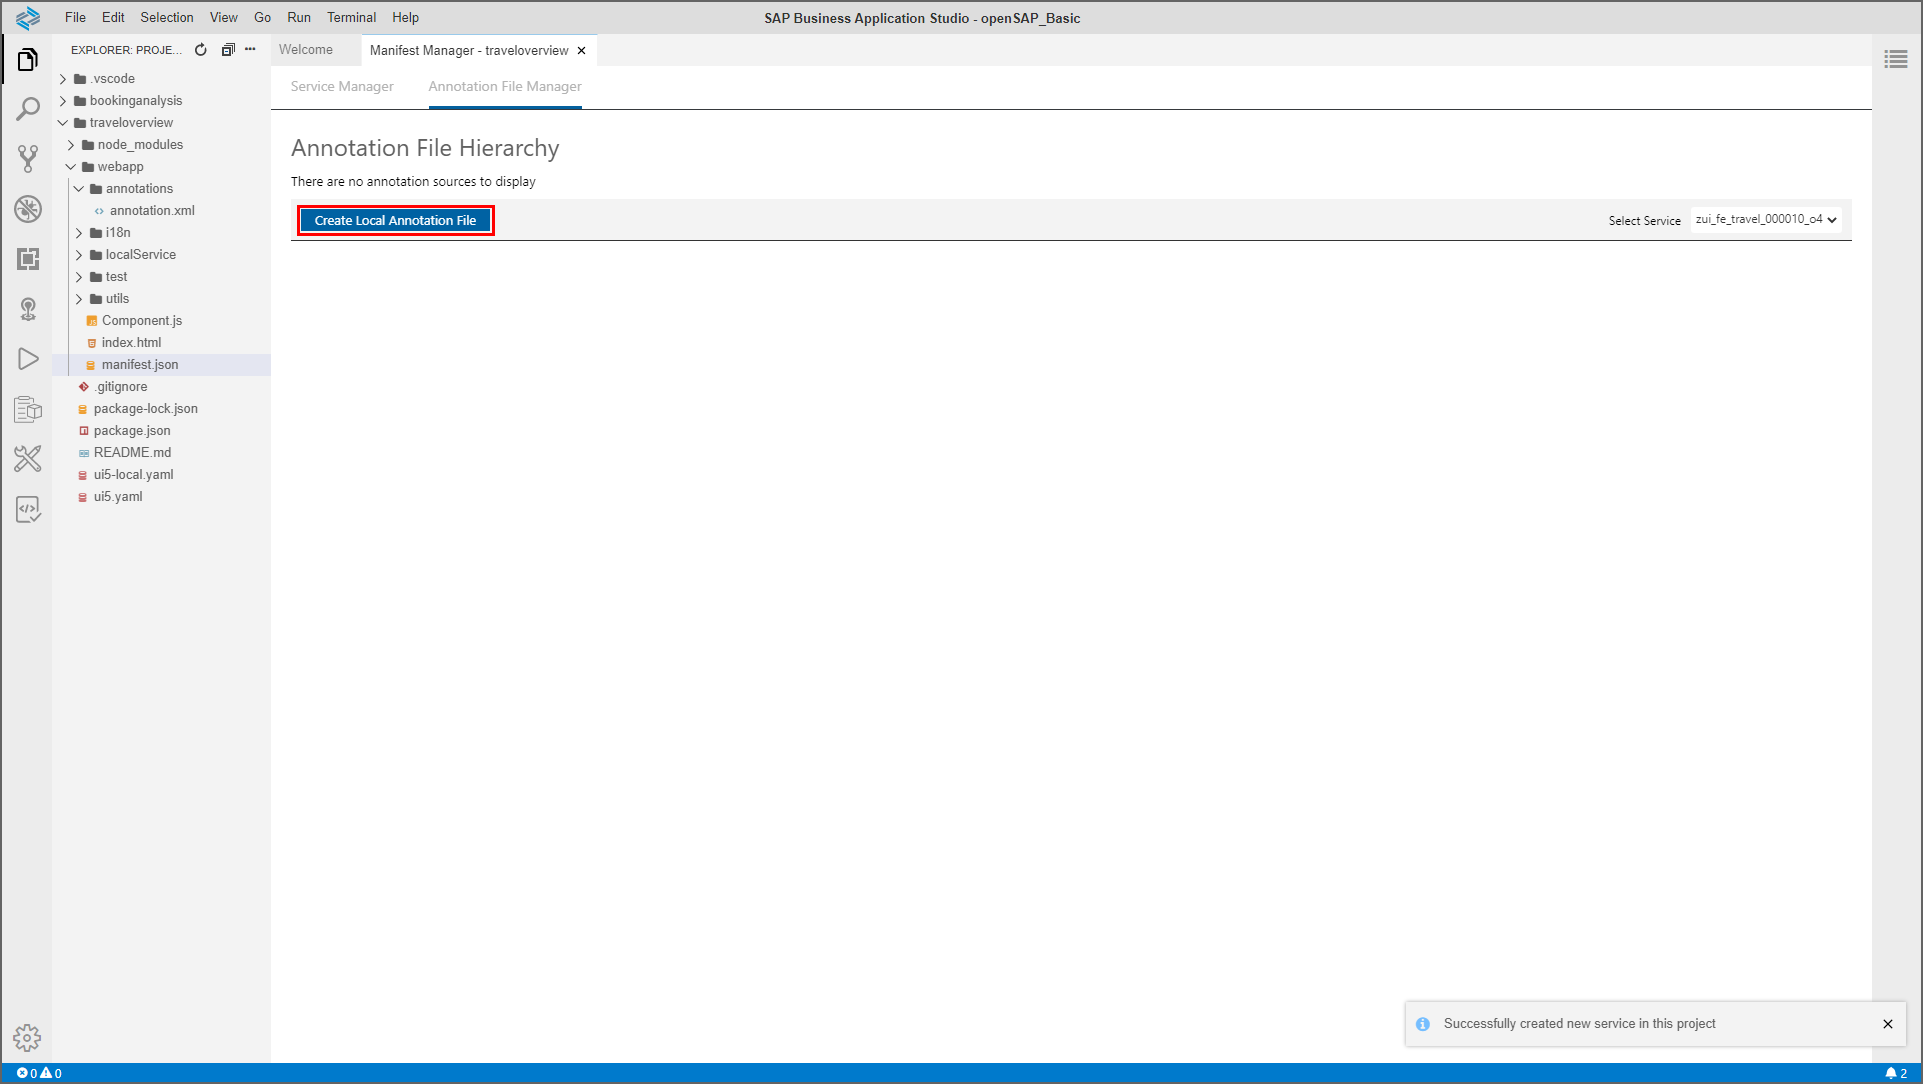 File Edit Selection View Go Run Terminal Help
SAP Business Application Studio - openSAP_Basic
EXPLORER: PROJE...
Welcome
Manifest Manager - traveloverview
Service Manager
Annotation File Manager
.vscode
bookinganalysis
traveloverview
node_modules
webapp
annotations
annotation.xml
i18n
localService
test
utils
Component.js
index.html
manifest.json
.gitignore
package-lock.json
package.json
README.md
ui5-local.yaml
ui5.yaml
Annotation File Hierarchy
There are no annotation sources to display
Create Local Annotation File
Select Service
zui_fe_travel_000010_o4
Successfully created new service in this project
0 0
2